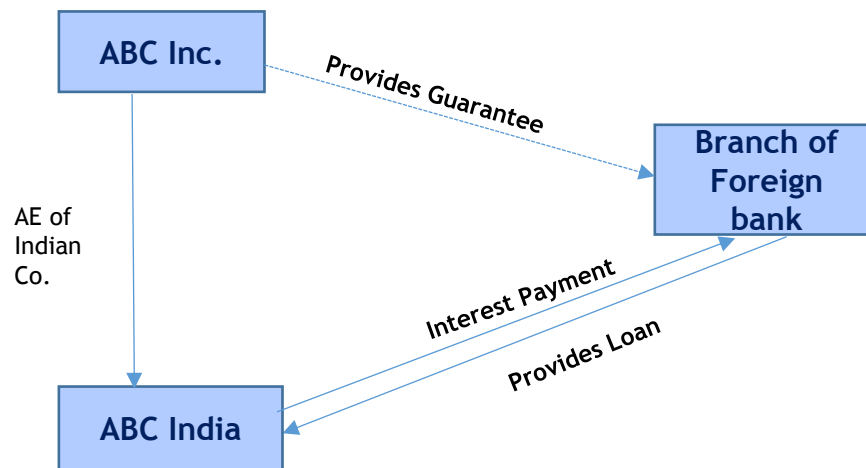 ABC Inc.
Provides Guarantee
Branch of
Foreign
bank
AE of
Indian
Co.
Interest Payment
Provides Loan
ABC India